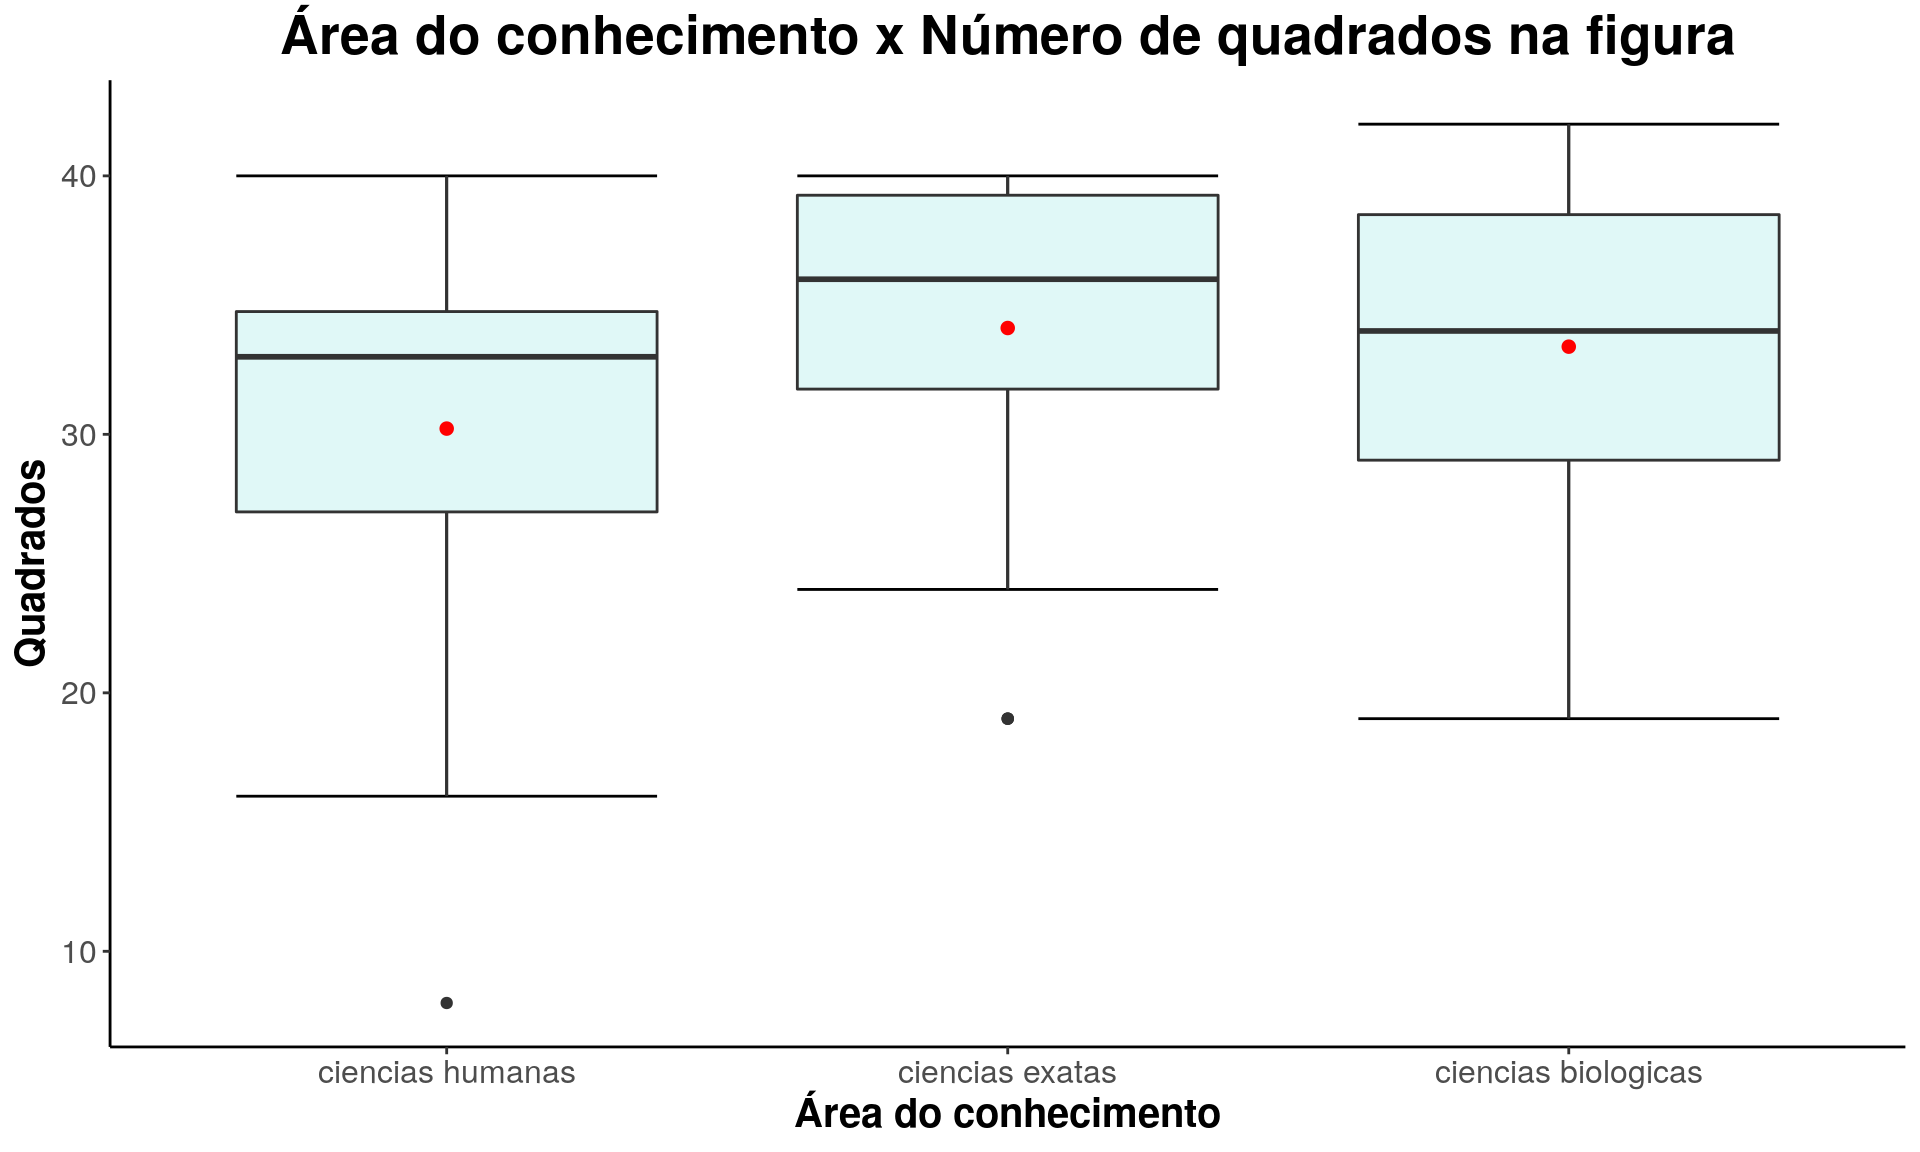 Área do conhecimento x Número de quadrados na figura
Quadrados
40
30
20
10
ciencias humanas
ciencias exatas
ciencias biologicas
Área do conhecimento